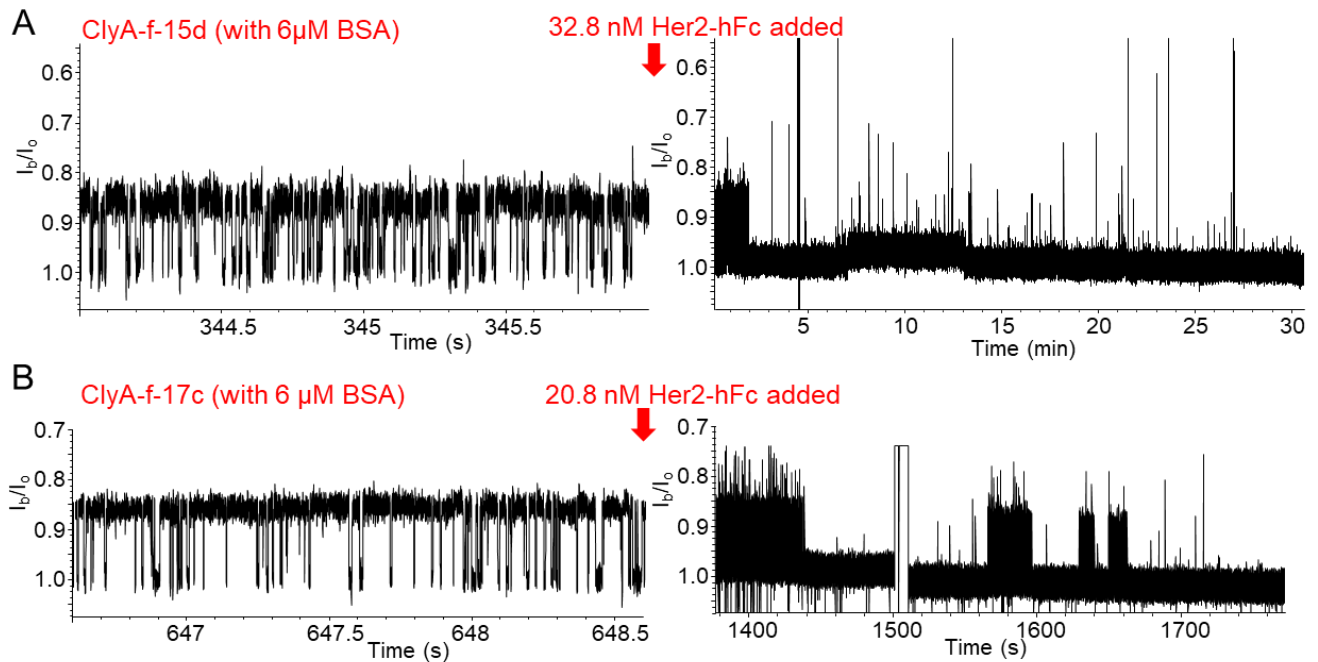 A
ClyA-f-15d (with 6µM BSA)
32.8 nM Her2-hFc added
Ib/Io
0.6
0.7
0.8
0.9
1.0
344.5
345
345.5
Time (s)
Ib/Io
0.6
0.7
0.8
0.9
1.0
5
10
15
20
25
30
Time (min)
B
ClyA-f-17c (with 6 µM BSA)
20.8 nM Her2-hFc added
Ib/Io
0.7
0.8
0.9
1.0
647
647.5
648
648.5
Time (s)
Ib/Io
0.7
0.8
0.9
1.0
1400
1500
1600
1700
Time (s)